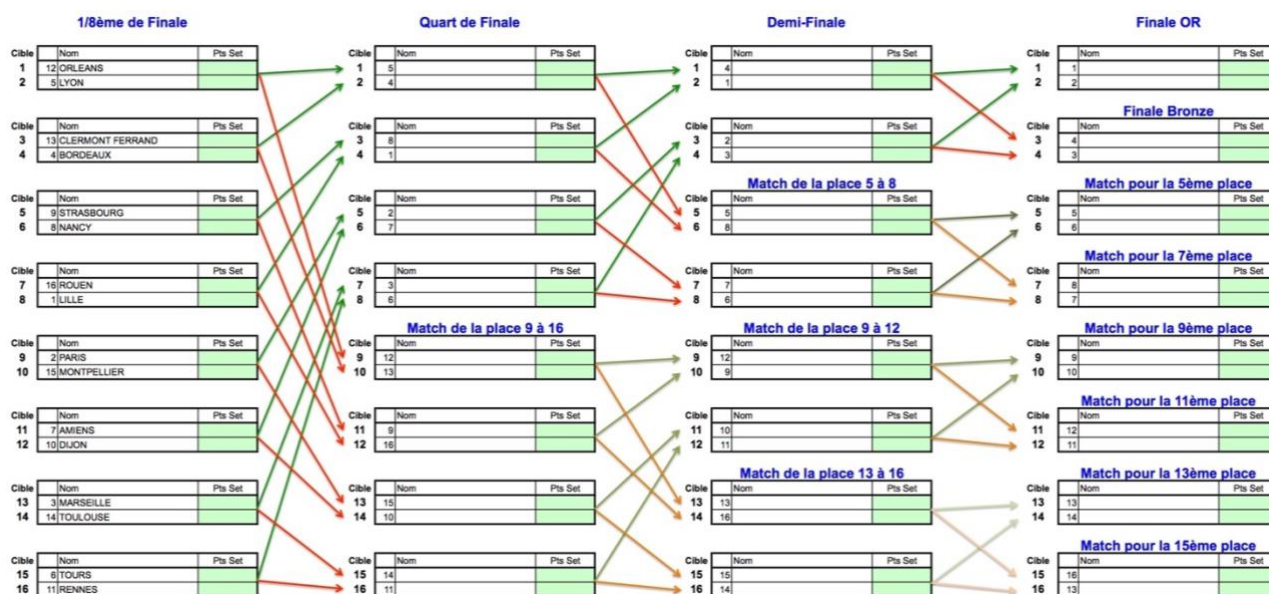 1/8ème de Finale
Cible Nom Pts Set
1 12 ORLEANS
2 5 LYON
Cible Nom Pts Set
3 13 CLERMONT FERRAND
4 4 BORDEAUX
Cible Nom Pts Set
5 9 STRASBOURG
6 8 NANCY
Cible Nom Pts Set
7 16 ROUEN
8 1 LILLE
Cible Nom Pts Set
9 2 PARIS
10 15 MONTPELLIER
Cible Nom Pts Set
11 7 AMIENS
12 10 DIJON
Cible Nom Pts Set
13 3 MARSEILLE
14 14 TOULOUSE
Cible Nom Pts Set
15 6 TOURS
16 11 RENNES
Quart de Finale
Cible Nom Pts Set
1 5
2 4
Cible Nom Pts Set
3 8
4 1
Cible Nom Pts Set
5 2
6 7
Cible Nom Pts Set
7 3
8 6
Match de la place 9 à 16
Cible Nom Pts Set
9 12
10 13
Cible Nom Pts Set
11 9
12 16
Cible Nom Pts Set
13 15
14 10
Cible Nom Pts Set
15 14
16 11
Demi-Finale
Cible Nom Pts Set
1 4
2 1
Cible Nom Pts Set
3 2
4 3
Match de la place 5 à 8
Cible Nom Pts Set
5 5
6 8
Cible Nom Pts Set
7 7
8 6
Match de la place 9 à 12
Cible Nom Pts Set
9 12
10 9
Cible Nom Pts Set
11 10
12 11
Match de la place 13 à 16
Cible Nom Pts Set
13 13
14 16
Cible Nom Pts Set
15 15
16 14
Finale OR
Cible Nom Pts Set
1 1
2 2
Finale Bronze
Cible Nom Pts Set
3 4
4 3
Match pour la 5ème place
Cible Nom Pts Set
5 5
6 6
Match pour la 7ème place
Cible Nom Pts Set
7 8
8 7
Match pour la 9ème place
Cible Nom Pts Set
9 9
10 10
Match pour la 11ème place
Cible Nom Pts Set
11 12
12 11
Match pour la 13ème place
Cible Nom Pts Set
13 13
14 14
Match pour la 15ème place
Cible Nom Pts Set
15 16
16 13